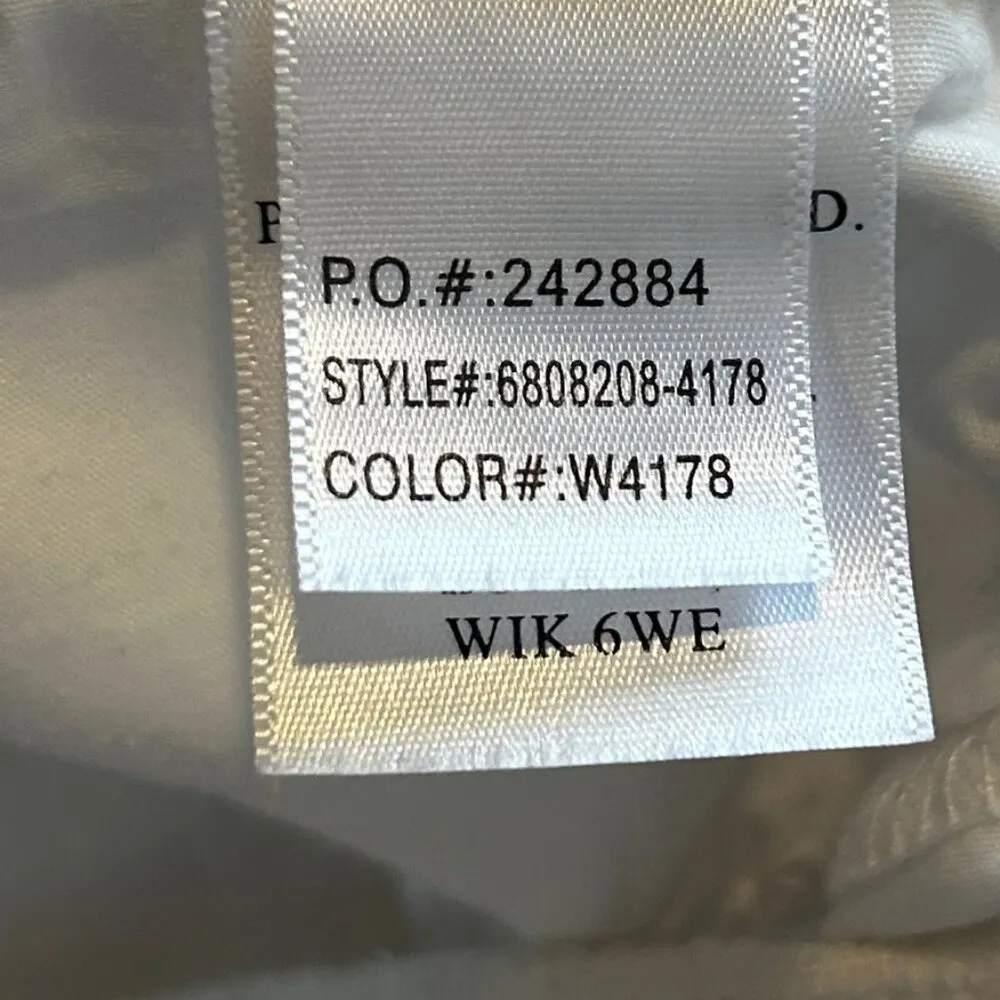 P D.
P.O.#:242884
STYLE#:6808208-4178
COLOR#:W4178
WIK 6WE